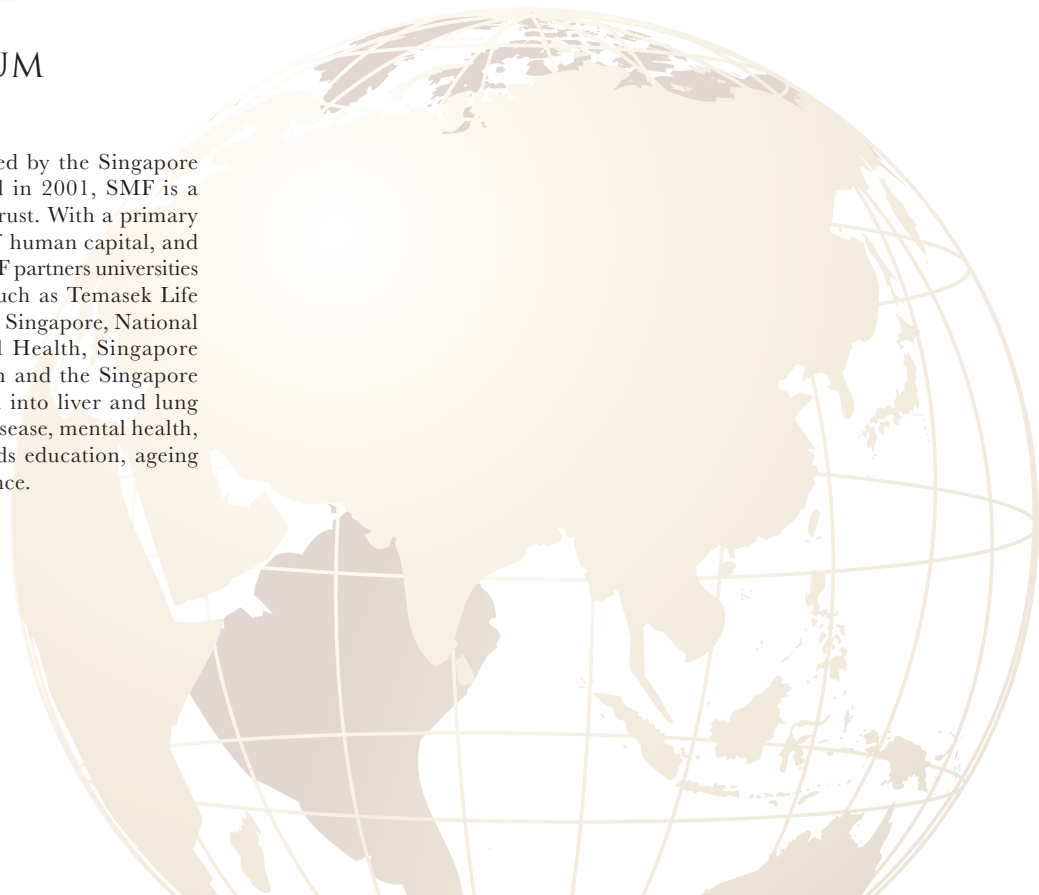 UM
ed by the Singapore
l in 2001, SMF is a
rust. With a primary
f human capital, and
F partners universities
uch as Temasek Life
Singapore, National
l Health, Singapore
n and the Singapore
into liver and lung
sease, mental health,
ds education, ageing
nce.